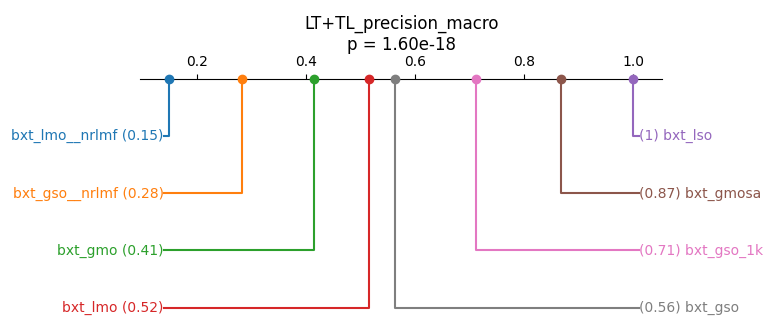 LT+TL_precision_macro
p = 1.60e-18
0.2 0.4 0.6 0.8 1.0
bxt_lmo__nrlmf (0.15) (1) bxt_lso
bxt_gso__nrlmf (0.28) (0.87) bxt_gmosa
bxt_gmo (0.41) (0.71) bxt_gso_1k
bxt_lmo (0.52) (0.56) bxt_gso